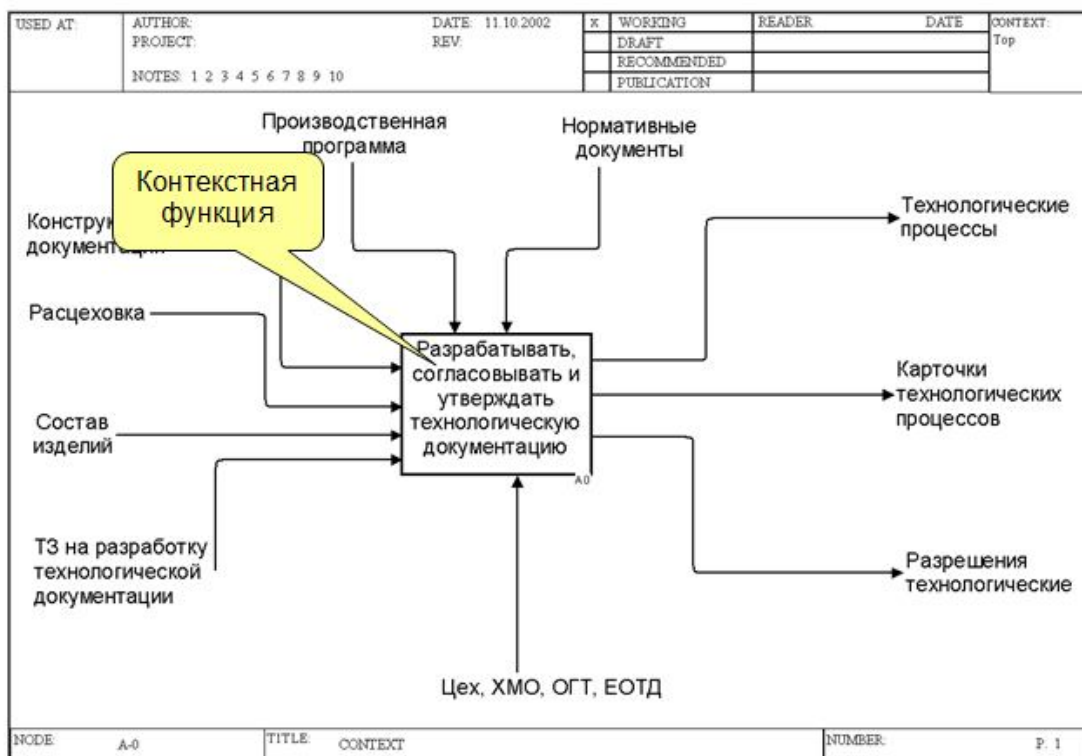 USED AT:
AUTHOR:
DATE: 11.10.2002
PROJECT:
REV:
NOTES: 1 2 3 4 5 6 7 8 9 10
X
WORKING
DRAFT
RECOMMENDED
PUBLICATION
READER
DATE
CONTEXT:
Top
Производственная
программа
Нормативные
документы
Контекстная
функция
Технологические
процессы
Расцеховка
Разрабатывать,
согласовывать и
утверждать
технологическую
документацию
A0
Карточки
технологических
процессов
Состав
изделий
ТЗ на разработку
технологической
документации
Разрешения
технологические
Цех, ХМО, ОГТ, ЕОТД
NODE:
A-0
TITLE:
CONTEXT
NUMBER:
P. 1